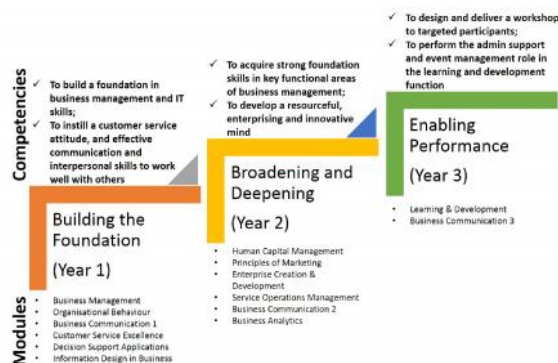 Competencies
✓ To build a foundation in
business management and IT
skills;
✓ To instill a customer service
attitude, and effective
communication and
interpersonal skills to work
well with others
Building the
Foundation
(Year 1)
Modules
• Business Management
• Organisational Behaviour
• Business Communication 1
• Customer Service Excellence
• Decision Support Applications
• Information Design in Business
✓ To acquire strong foundation
skills in key functional areas
of business management;
✓ To develop a resourceful,
enterprising and innovative
mind
Broadening and
Deepening
(Year 2)
• Human Capital Management
• Principles of Marketing
• Enterprise Creation &
Development
• Service Operations Management
• Business Communication 2
• Business Analytics
✓ To design and deliver a workshop
to targeted participants;
✓ To perform the admin support
and event management role in
the learning and development
function
Enabling
Performance
(Year 3)
• Learning & Development
• Business Communication 3